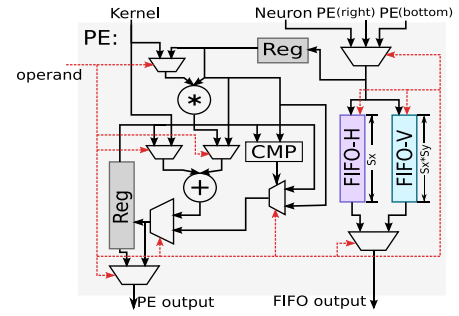 Kernel
Neuron PE(right) PE(bottom)
PE:
Reg
operand
*
FIFO-H
Sx
FIFO-V
Sx*Sy
CMP
Reg
+
PE output
FIFO output